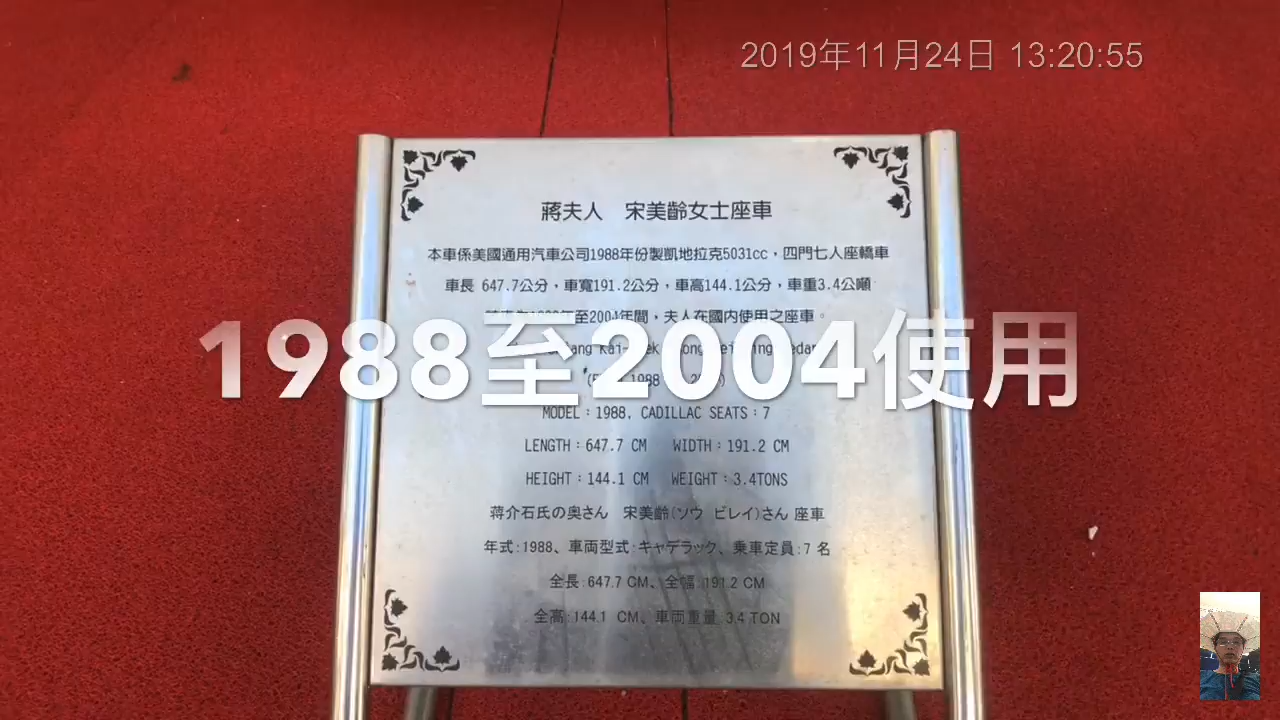 2019年11月24日 13:20:55
蔣夫人 宋美齡女士座車
本車係美國通用汽車公司1988年份製凱地拉克5031cc，四門七人座轎車
車長 647.7公分，車寬191.2公分，車高144.1公分，車重3.4公噸
至2004年間，夫人在國內使用之座車。
1988至2004使用
MODEL：1988, CADILLAC SEATS：7
LENGTH：647.7 CM WIDTH：191.2 CM
HEIGHT：144.1 CM WEIGHT：3.4TONS
蒋介石氏の奥さん 宋美齢(ソウ ビレイ)さん 座車
年式:1988、車両型式:キャデラック、乗車定員:7 名
全長:647.7 CM、全幅:191.2 CM
全高:144.1 CM、車両重量:3.4 TON